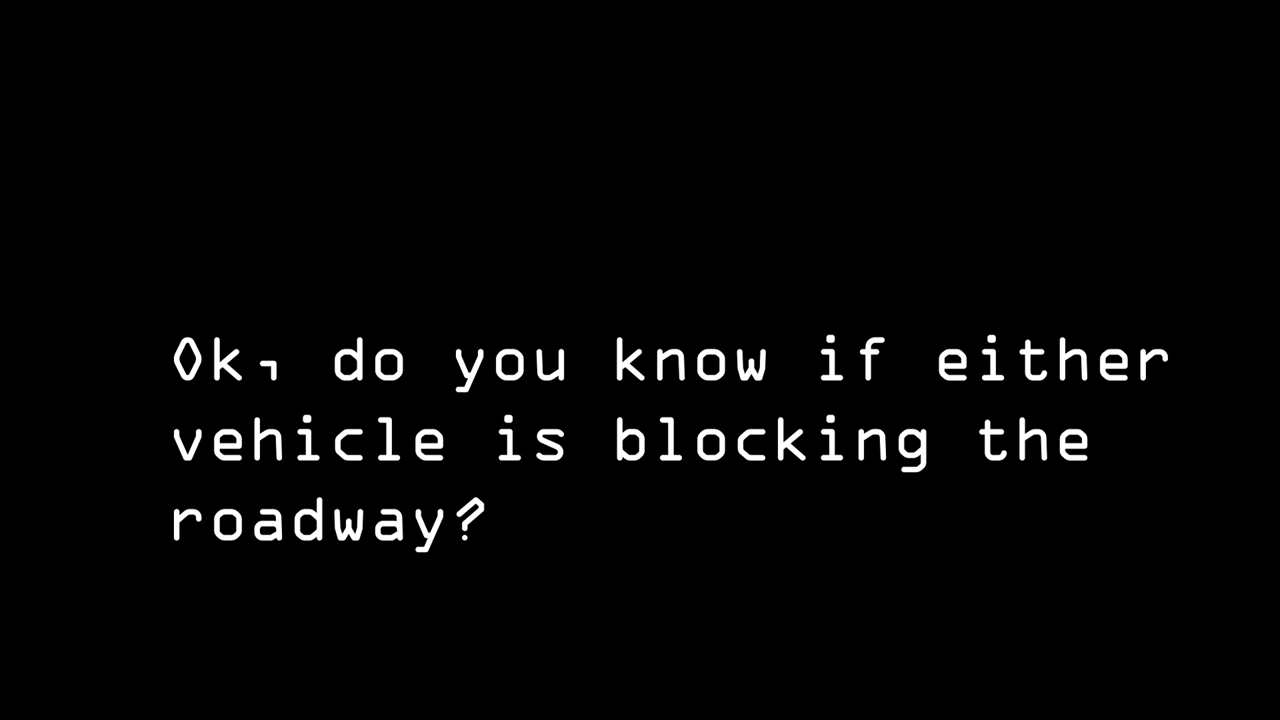 Ok, do you know if either
vehicle is blocking the
roadway?